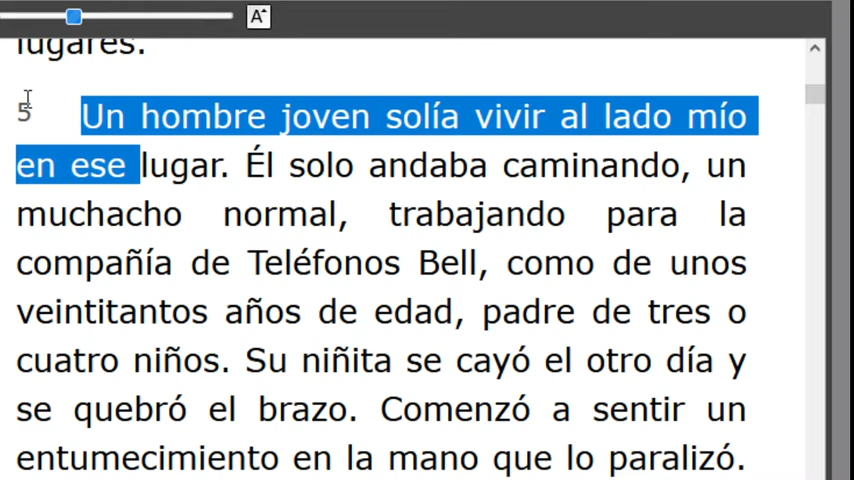 A
lugares.
5 Un hombre joven solía vivir al lado mío
en ese lugar. Él solo andaba caminando, un
muchacho normal, trabajando para la
compañía de Teléfonos Bell, como de unos
veintitantos años de edad, padre de tres o
cuatro niños. Su niñita se cayó el otro día y
se quebró el brazo. Comenzó a sentir un
entumecimiento en la mano que lo paralizó.